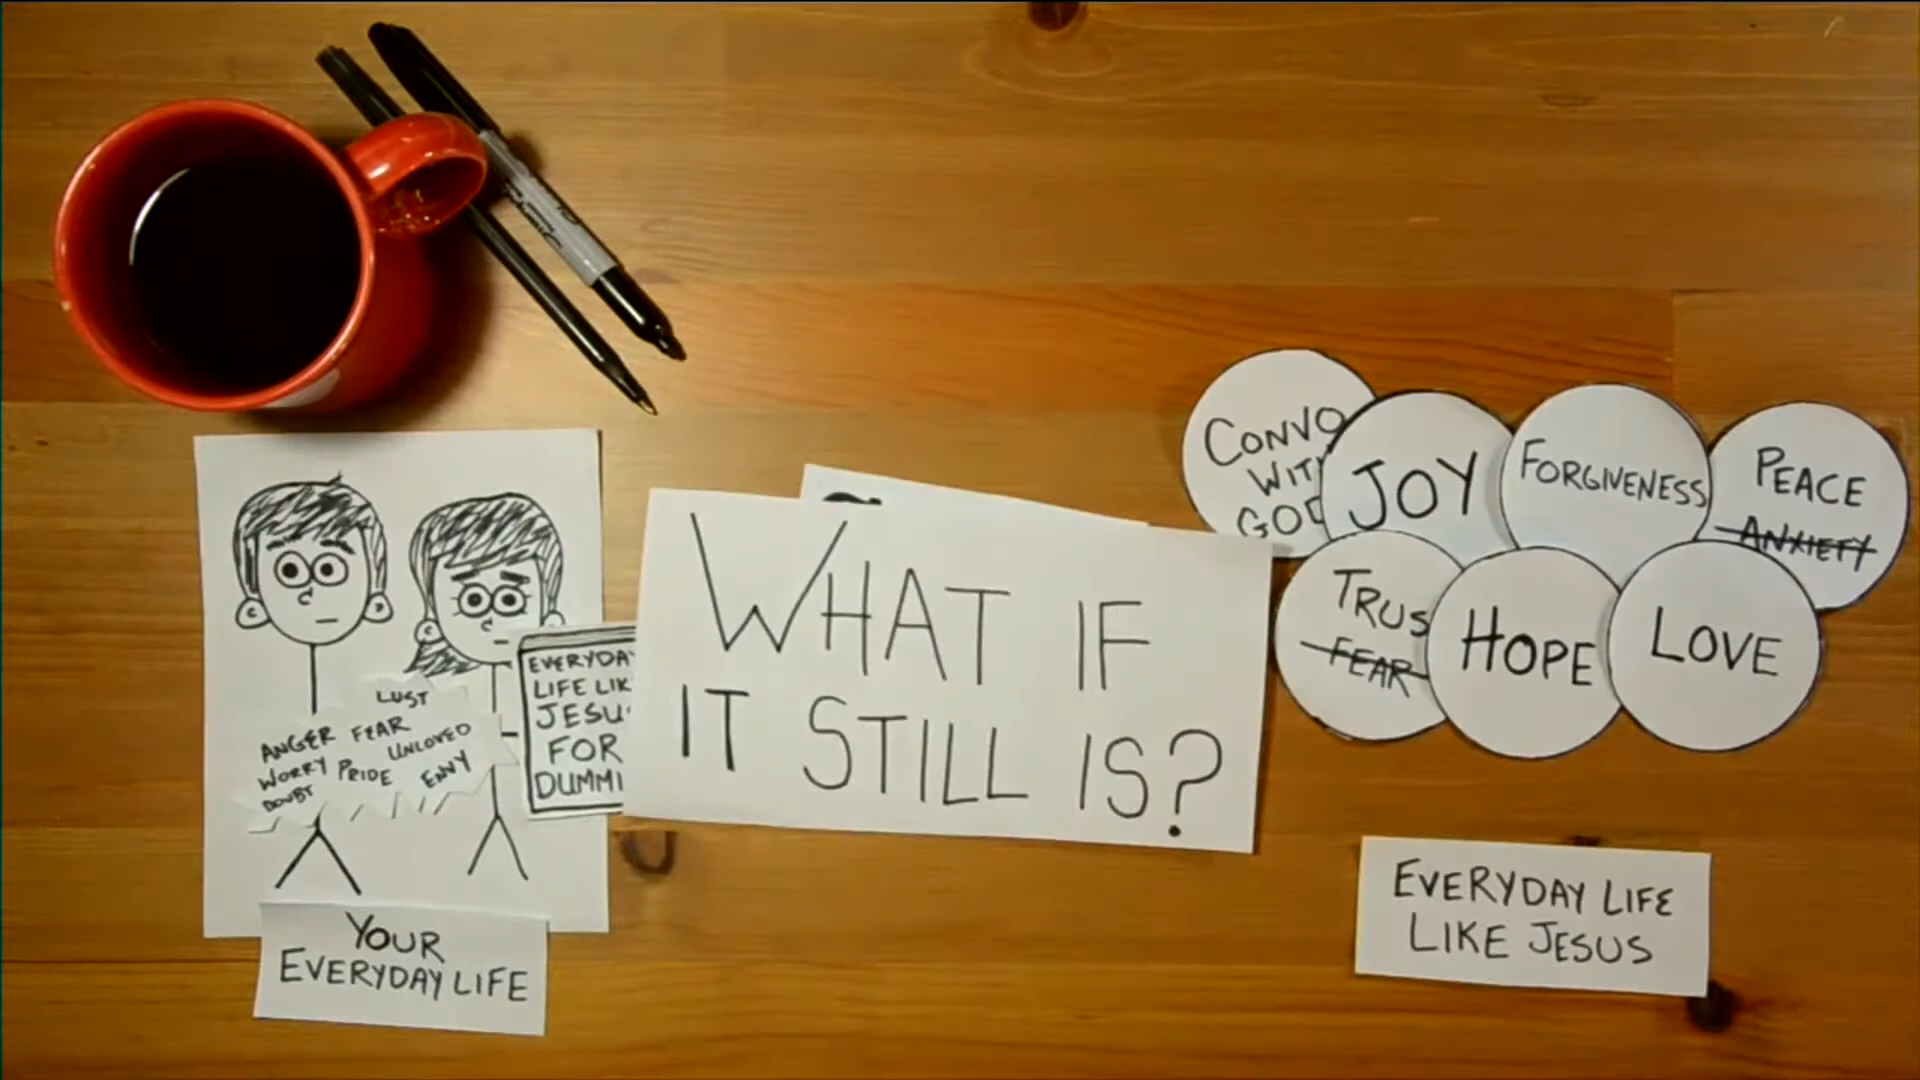 LUST
ANGER FEAR
UNLOVED
WORRY PRIDE ENVY
DOUBT
EVERYDAY
LIFE LIK
JESU
FOR
DUMMI
YOUR
EVERYDAY LIFE
WHAT IF
IT STILL IS?
CONVO
WITH
GOD
JOY
FORGIVENESS
PEACE
ANXIETY
TRUS
FEAR
HOPE
LOVE
EVERYDAY LIFE
LIKE JESUS